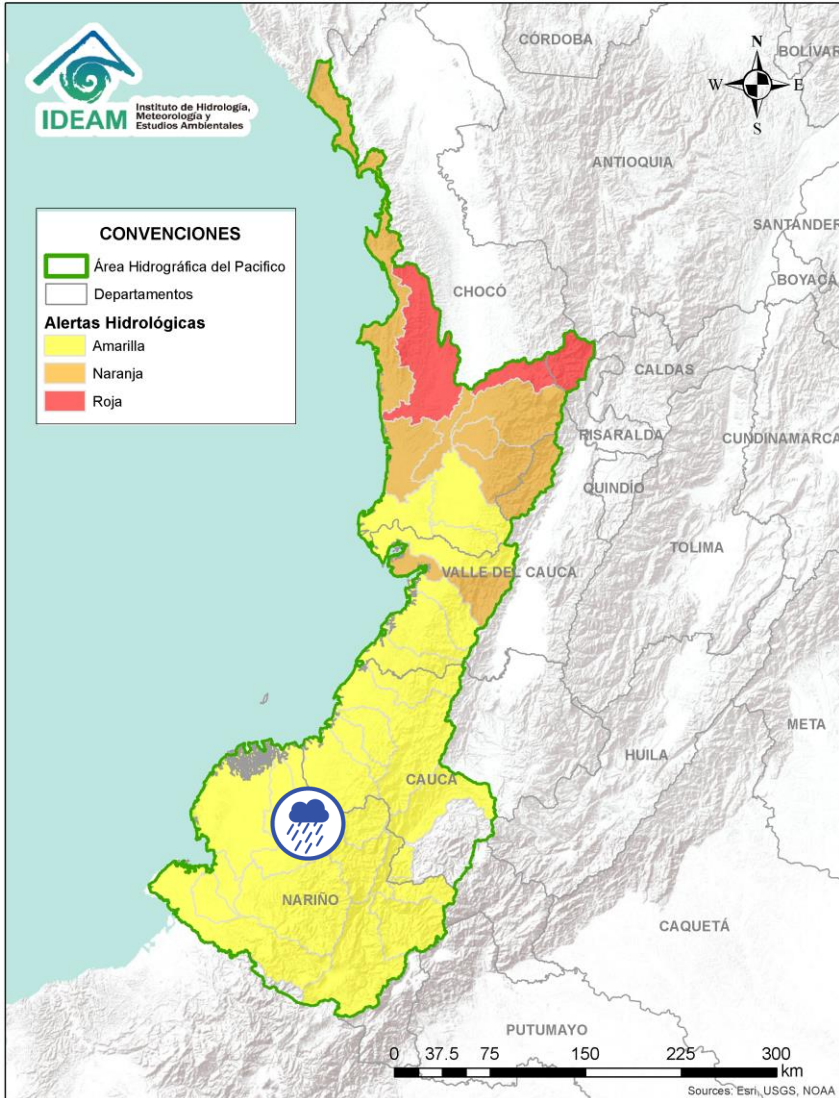 IDEAM
Instituto de Hidrología,
Meteorología y
Estudios Ambientales
CÓRDOBA
BOLÍVAR
N
W
E
S
ANTIOQUIA
SANTANDER
BOYACÁ
CONVENCIONES
Área Hidrográfica del Pacifico
Departamentos
Alertas Hidrológicas
Amarilla
Naranja
Roja
CHOCÓ
CALDAS
RISARALDA
CUNDINAMARCA
QUINDÍO
TOLIMA
VALLE DEL CAUCA
META
HUILA
CAUCA
NARIÑO
CAQUETÁ
PUTUMAYO
0 37.5 75 150 225 300
km
Sources: Esri, USGS, NOAA